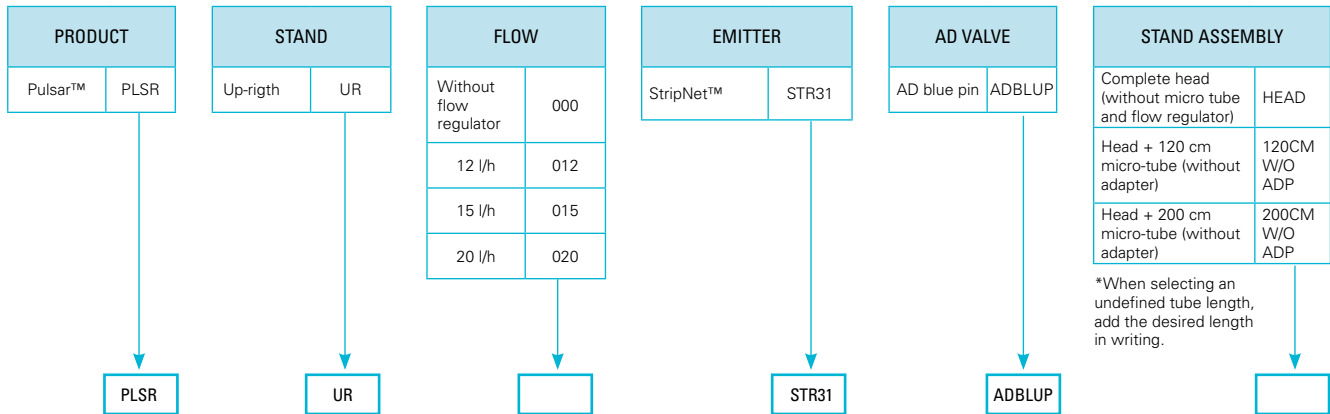 PRODUCT
Pulsar™ PLSR
STAND
Up-rigth UR
FLOW
Without
flow
regulator
000
12 l/h 012
15 l/h 015
20 l/h 020
EMITTER
StripNet™ STR31
AD VALVE
AD blue pin ADBLUP
STAND ASSEMBLY
Complete head
(without micro tube
and flow regulator)
HEAD
Head + 120 cm
micro-tube (without
adapter)
120CM
W/O
ADP
Head + 200 cm
micro-tube (without
adapter)
200CM
W/O
ADP
*When selecting an
undefined tube length,
add the desired length
in writing.
PLSR
UR
STR31
ADBLUP